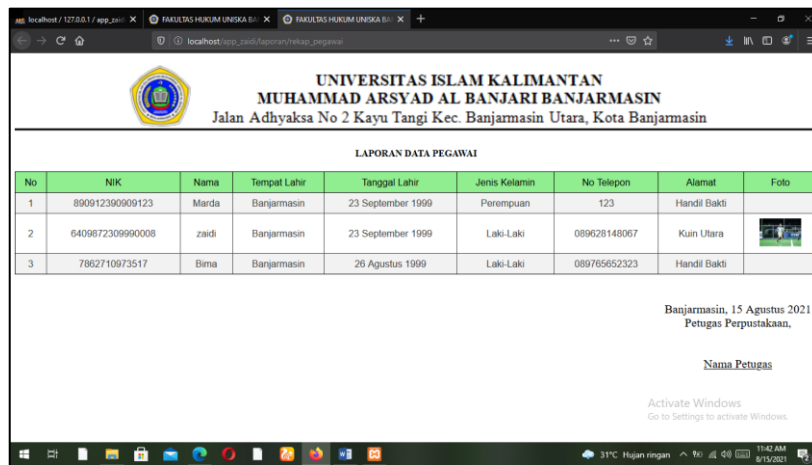 localhost / 127.0.0.1 / app_zaidi
FAKULTAS HUKUM UNISKA BA
FAKULTAS HUKUM UNISKA BA
localhost/app_zaidi/laporan/rekap_pegawai
UNIVERSITAS ISLAM KALIMANTAN
MUHAMMAD ARSYAD AL BANJARI BANJARMASIN
Jalan Adhyaksa No 2 Kayu Tangi Kec. Banjarmasin Utara, Kota Banjarmasin
LAPORAN DATA PEGAWAI
No NIK Nama Tempat Lahir Tanggal Lahir Jenis Kelamin No Telepon Alamat Foto
1 890912390909123 Marda Banjarmasin 23 September 1999 Perempuan 123 Handil Bakti
2 6409872309990008 zaidi Banjarmasin 23 September 1999 Laki-Laki 089628148067 Kuin Utara
3 7862710973517 Bima Banjarmasin 26 Agustus 1999 Laki-Laki 089765652323 Handil Bakti
Banjarmasin, 15 Agustus 2021
Petugas Perpustakaan,
Nama Petugas
Activate Windows
Go to Settings to activate Windows.
31°C Hujan ringan 11:42 AM
8/15/2021